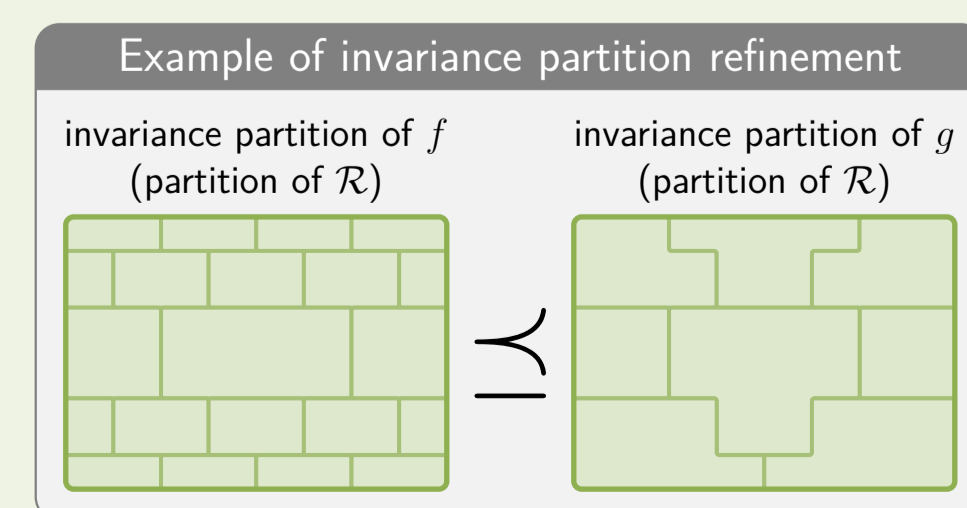 Example of invariance partition refinement
invariance partition of f
(partition of ℛ)
invariance partition of g
(partition of ℛ)
⪯